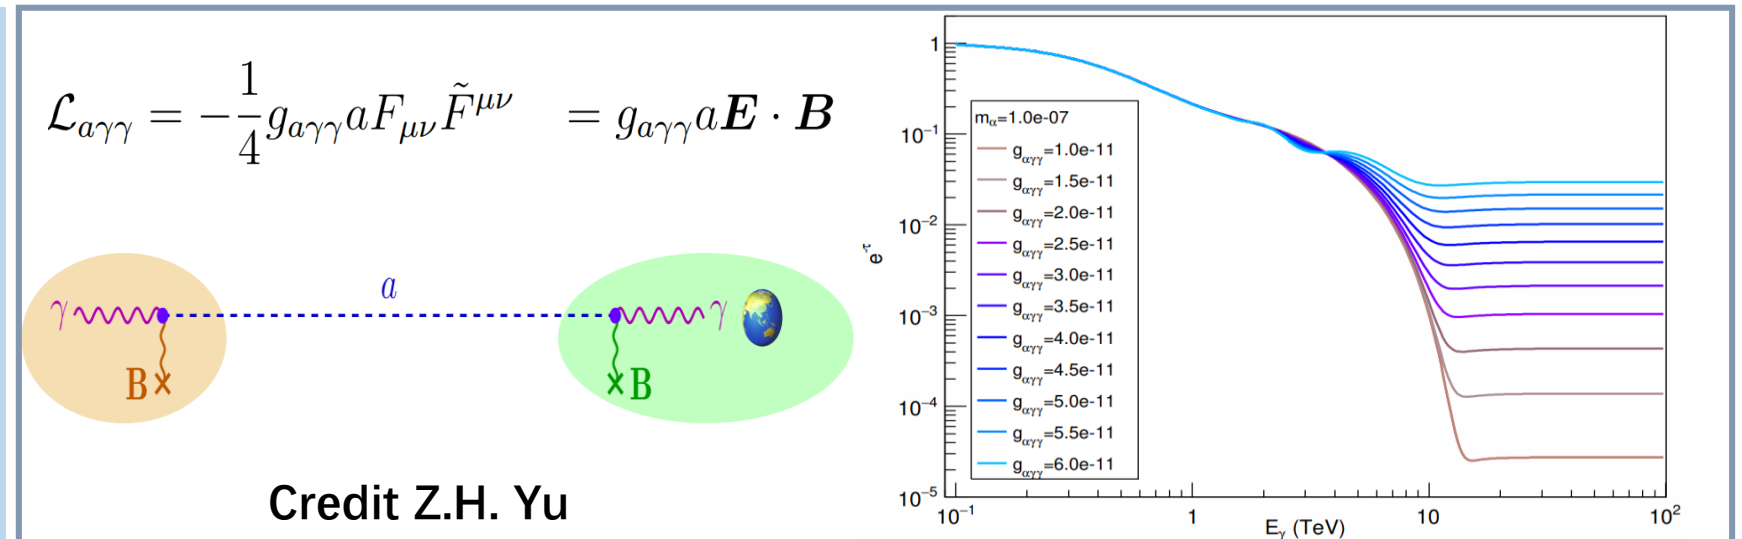 ℒ_{aγγ} = −1/4 g_{aγγ}aF_{μν}F̃^{μν} = g_{aγγ}a𝑬 · 𝑩
γ a γ
B B
Credit Z.H. Yu
1
10⁻¹
10⁻²
10⁻³
10⁻⁴
10⁻⁵
e^{-τ}
m_α=1.0e-07
g_{αγγ}=1.0e-11
g_{αγγ}=1.5e-11
g_{αγγ}=2.0e-11
g_{αγγ}=2.5e-11
g_{αγγ}=3.0e-11
g_{αγγ}=3.5e-11
g_{αγγ}=4.0e-11
g_{αγγ}=4.5e-11
g_{αγγ}=5.0e-11
g_{αγγ}=5.5e-11
g_{αγγ}=6.0e-11
10⁻¹ 1 10 10²
E_γ (TeV)